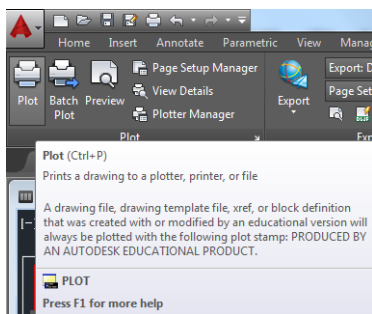 Home Insert Annotate Parametric View Mana
Plot
Batch Plot
Preview
Page Setup Manager
View Details
Plotter Manager
Export
Export: D
Page Set
Plot
Exp
Plot (Ctrl+P)
Prints a drawing to a plotter, printer, or file
A drawing file, drawing template file, xref, or block definition
that was created with or modified by an educational version will
always be plotted with the following plot stamp: PRODUCED BY
AN AUTODESK EDUCATIONAL PRODUCT.
PLOT
Press F1 for more help